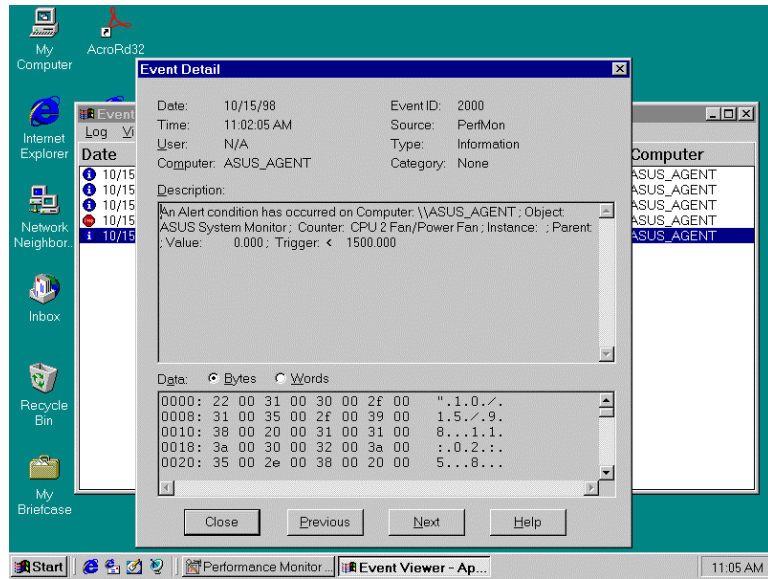 My
Computer
AcroRd32
Internet
Explorer
Network
Neighbor..
Inbox
Recycle
Bin
My
Briefcase
Event
Log Vi
Date
Computer
10/15 ASUS_AGENT
10/15 ASUS_AGENT
10/15 ASUS_AGENT
10/15 ASUS_AGENT
10/15 ASUS_AGENT
Event Detail
Date: 10/15/98 Event ID: 2000
Time: 11:02:05 AM Source: PerfMon
User: N/A Type: Information
Computer: ASUS_AGENT Category: None
Description:
An Alert condition has occurred on Computer: \\ASUS_AGENT ; Object:
ASUS System Monitor ; Counter: CPU 2 Fan/Power Fan ; Instance: ; Parent:
; Value: 0.000 ; Trigger: < 1500.000
Data: Bytes Words
0000: 22 00 31 00 30 00 2f 00 ".1.0./.
0008: 31 00 35 00 2f 00 39 00 1.5./.9.
0010: 38 00 20 00 31 00 31 00 8...1.1.
0018: 3a 00 30 00 32 00 3a 00 :.0.2.:.
0020: 35 00 2e 00 38 00 20 00 5...8...
Close Previous Next Help
Start Performance Monitor ... Event Viewer - Ap... 11:05 AM